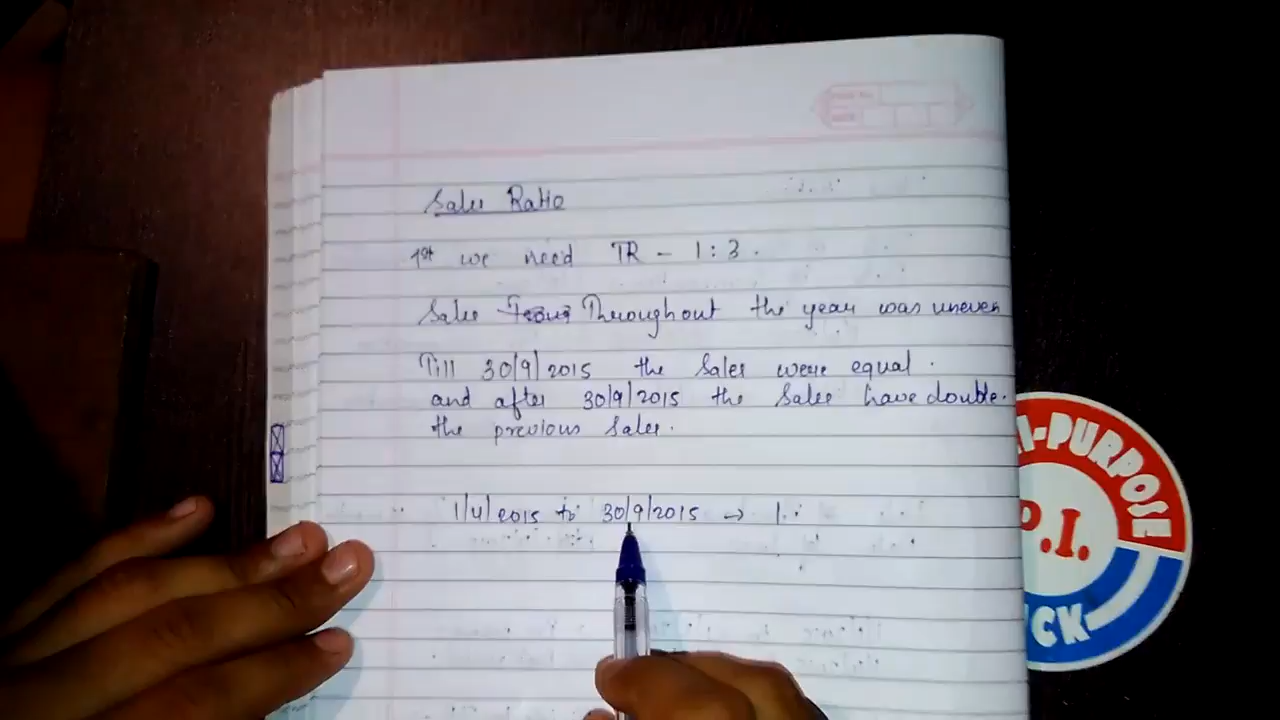 Sales Ratio
1st we need TR - 1:3.
Sales Throughout the year was uneven
Till 30/9/2015 the Sales were equal.
and after 30/9/2015 the Sales have double.
the previous Sales.
1/4/2015 to 30/9/2015 → 1.
I-PURPOSE
P.I.
CK